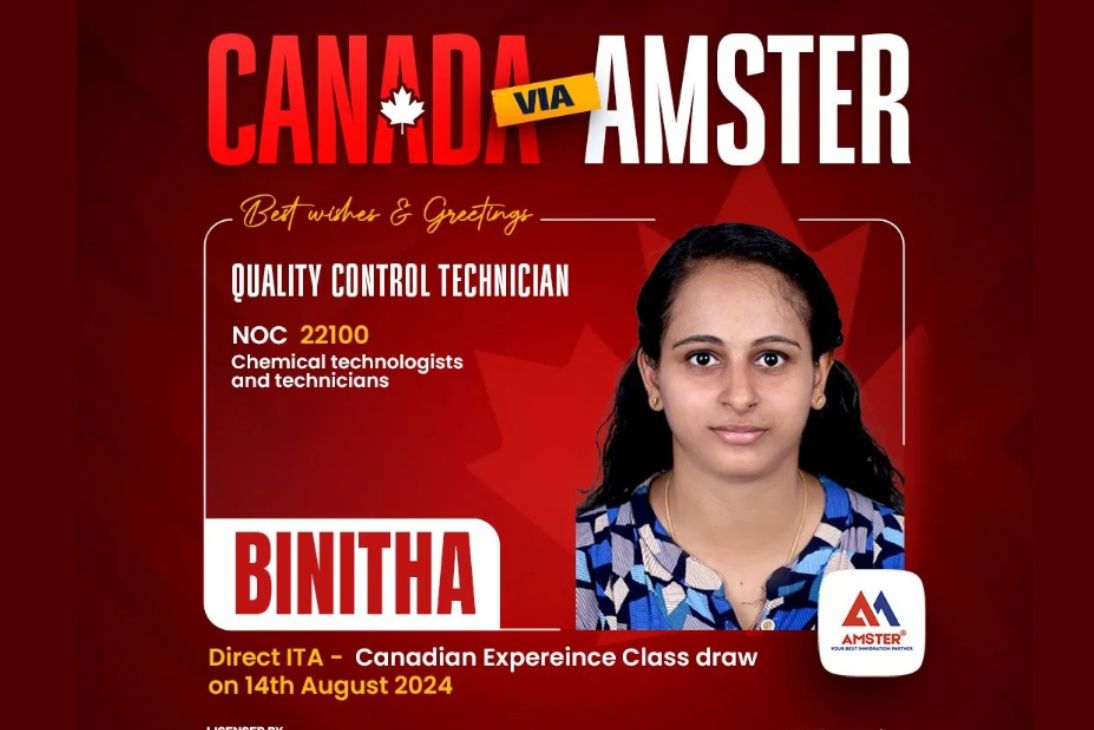 CANADA VIA AMSTER
Best wishes & Greetings
QUALITY CONTROL TECHNICIAN
NOC 22100
Chemical technologists
and technicians
BINITHA
AMSTER®
YOUR BEST IMMIGRATION PARTNER
Direct ITA - Canadian Expereince Class draw
on 14th August 2024
LICENSED BY